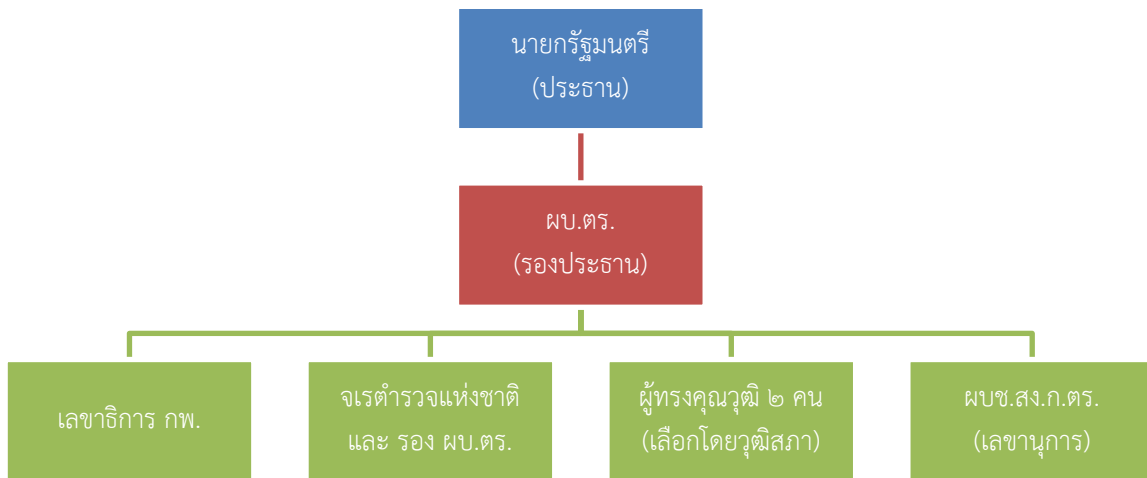 นายกรัฐมนตรี
(ประธาน)
ผบ.ตร.
(รองประธาน)
เลขาธิการ กพ.
จเรตำรวจแห่งชาติ
และ รอง ผบ.ตร.
ผู้ทรงคุณวุฒิ ๒ คน
(เลือกโดยวุฒิสภา)
ผบช.สง.ก.ตร.
(เลขานุการ)